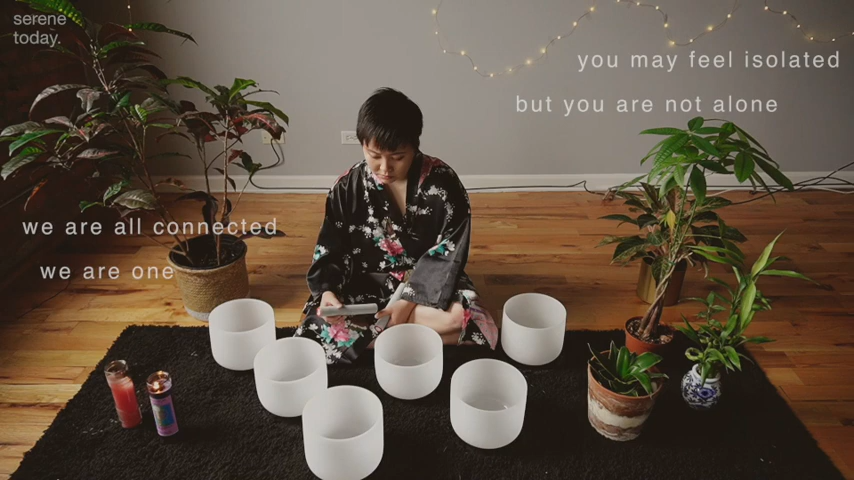 serene
today.
you may feel isolated
but you are not alone
we are all connected
we are one